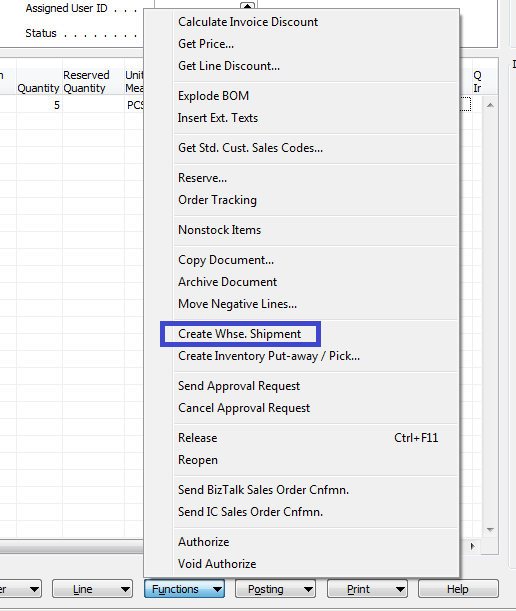 Assigned User ID . . .
Status . . . . . . . .
Reserved Unit Q
Quantity Quantity Mea
5 PCS
Calculate Invoice Discount
Get Price...
Get Line Discount...
Explode BOM
Insert Ext. Texts
Get Std. Cust. Sales Codes...
Reserve...
Order Tracking
Nonstock Items
Copy Document...
Archive Document
Move Negative Lines...
Create Whse. Shipment
Create Inventory Put-away / Pick...
Send Approval Request
Cancel Approval Request
Release Ctrl+F11
Reopen
Send BizTalk Sales Order Cnfmn.
Send IC Sales Order Cnfmn.
Authorize
Void Authorize
er Line Functions Posting Print Help